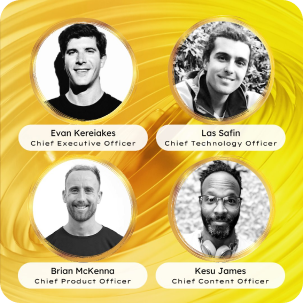 Evan Kereiakes
Chief Executive Officer
Las Safin
Chief Technology Officer
Brian McKenna
Chief Product Officer
Kesu James
Chief Content Officer